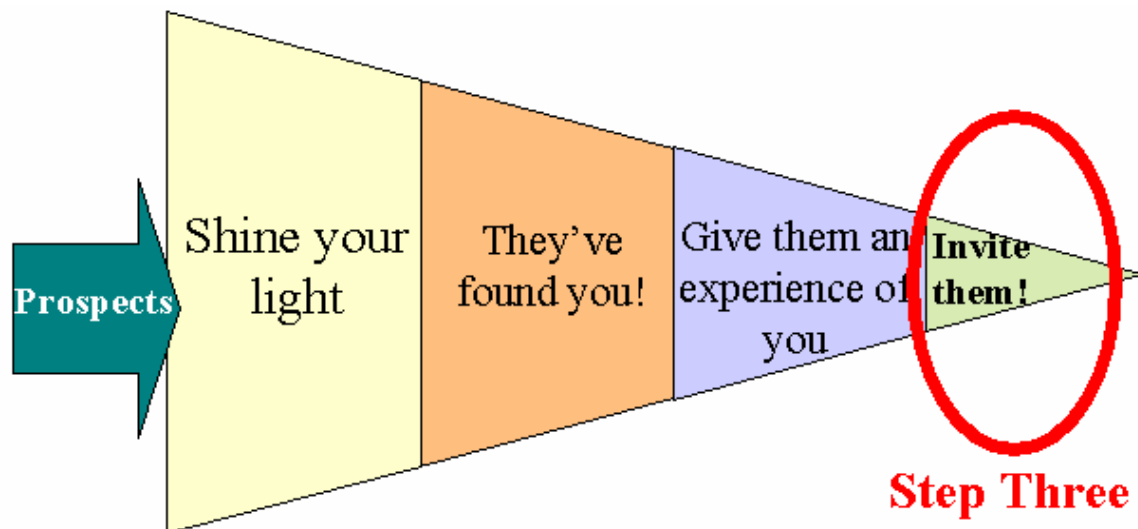 Prospects
Shine your
light
They’ve
found you!
Give them an
experience of
you
Invite
them!
Step Three